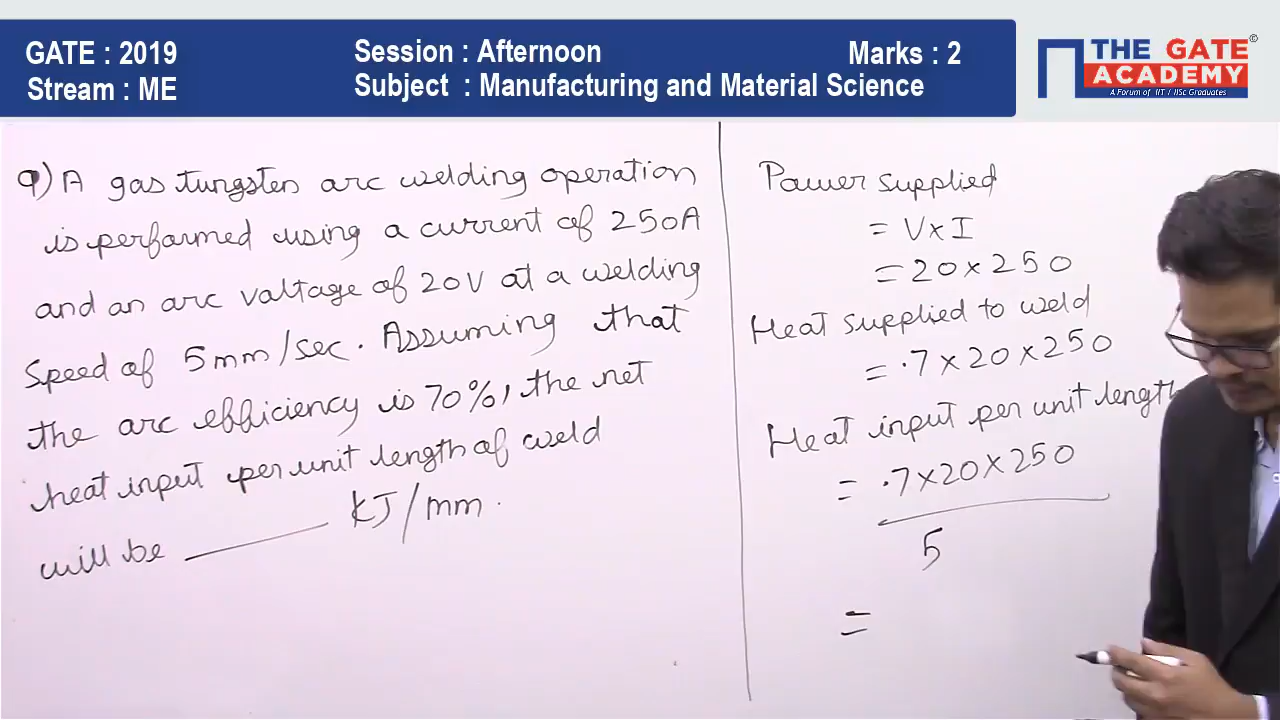 GATE : 2019
Stream : ME
Session : Afternoon
Subject : Manufacturing and Material Science
Marks : 2
THE GATE
ACADEMY
©
A Forum of IIT / IISc Graduates
Q) A gas tungsten arc welding operation
is performed using a current of 250A
and an arc voltage of 20V at a welding
speed of 5mm/sec. Assuming that
the arc efficiency is 70%, the net
heat input per unit length of weld
will be ______ KJ/mm.
Power supplied
= V×I
= 20×250
Heat supplied to weld
= .7×20×250
Heat input per unit length
= .7×20×250
5
=